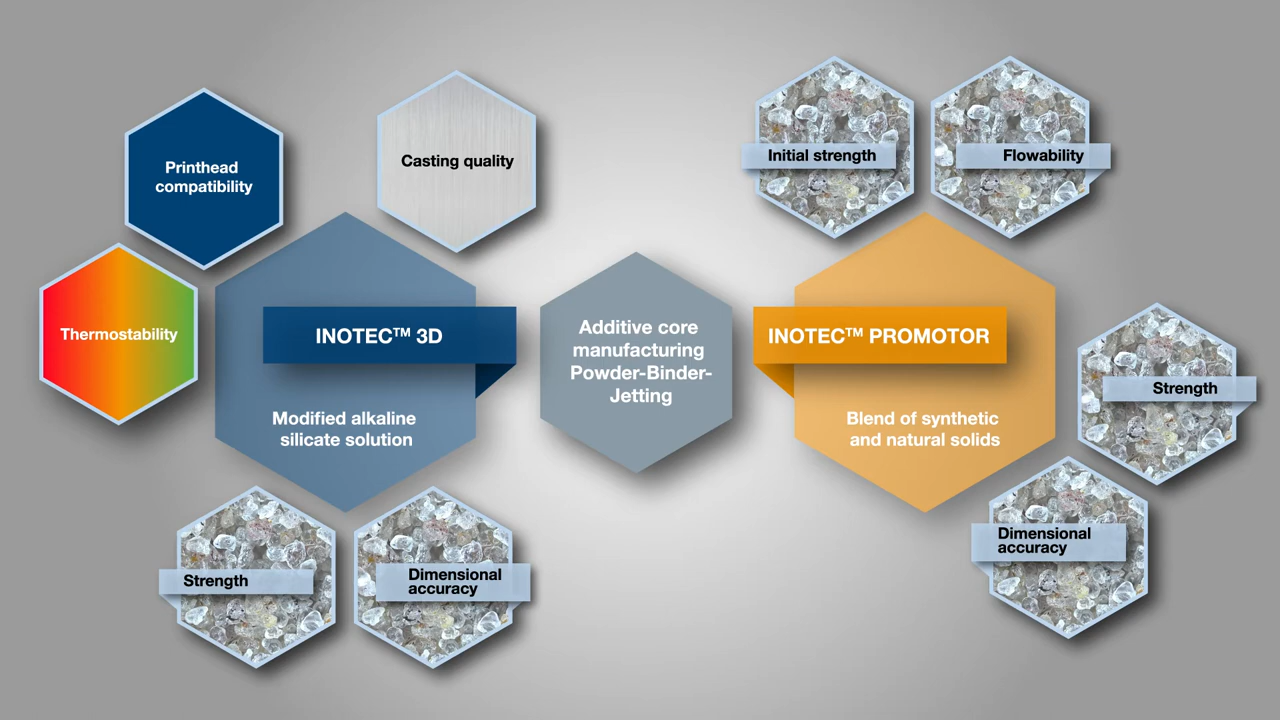 Printhead
compatibility
Casting quality
Thermostability
INOTEC™ 3D
Modified alkaline
silicate solution
Strength
Dimensional
accuracy
Additive core
manufacturing
Powder-Binder-
Jetting
Initial strength
Flowability
INOTEC™ PROMOTOR
Blend of synthetic
and natural solids
Strength
Dimensional
accuracy